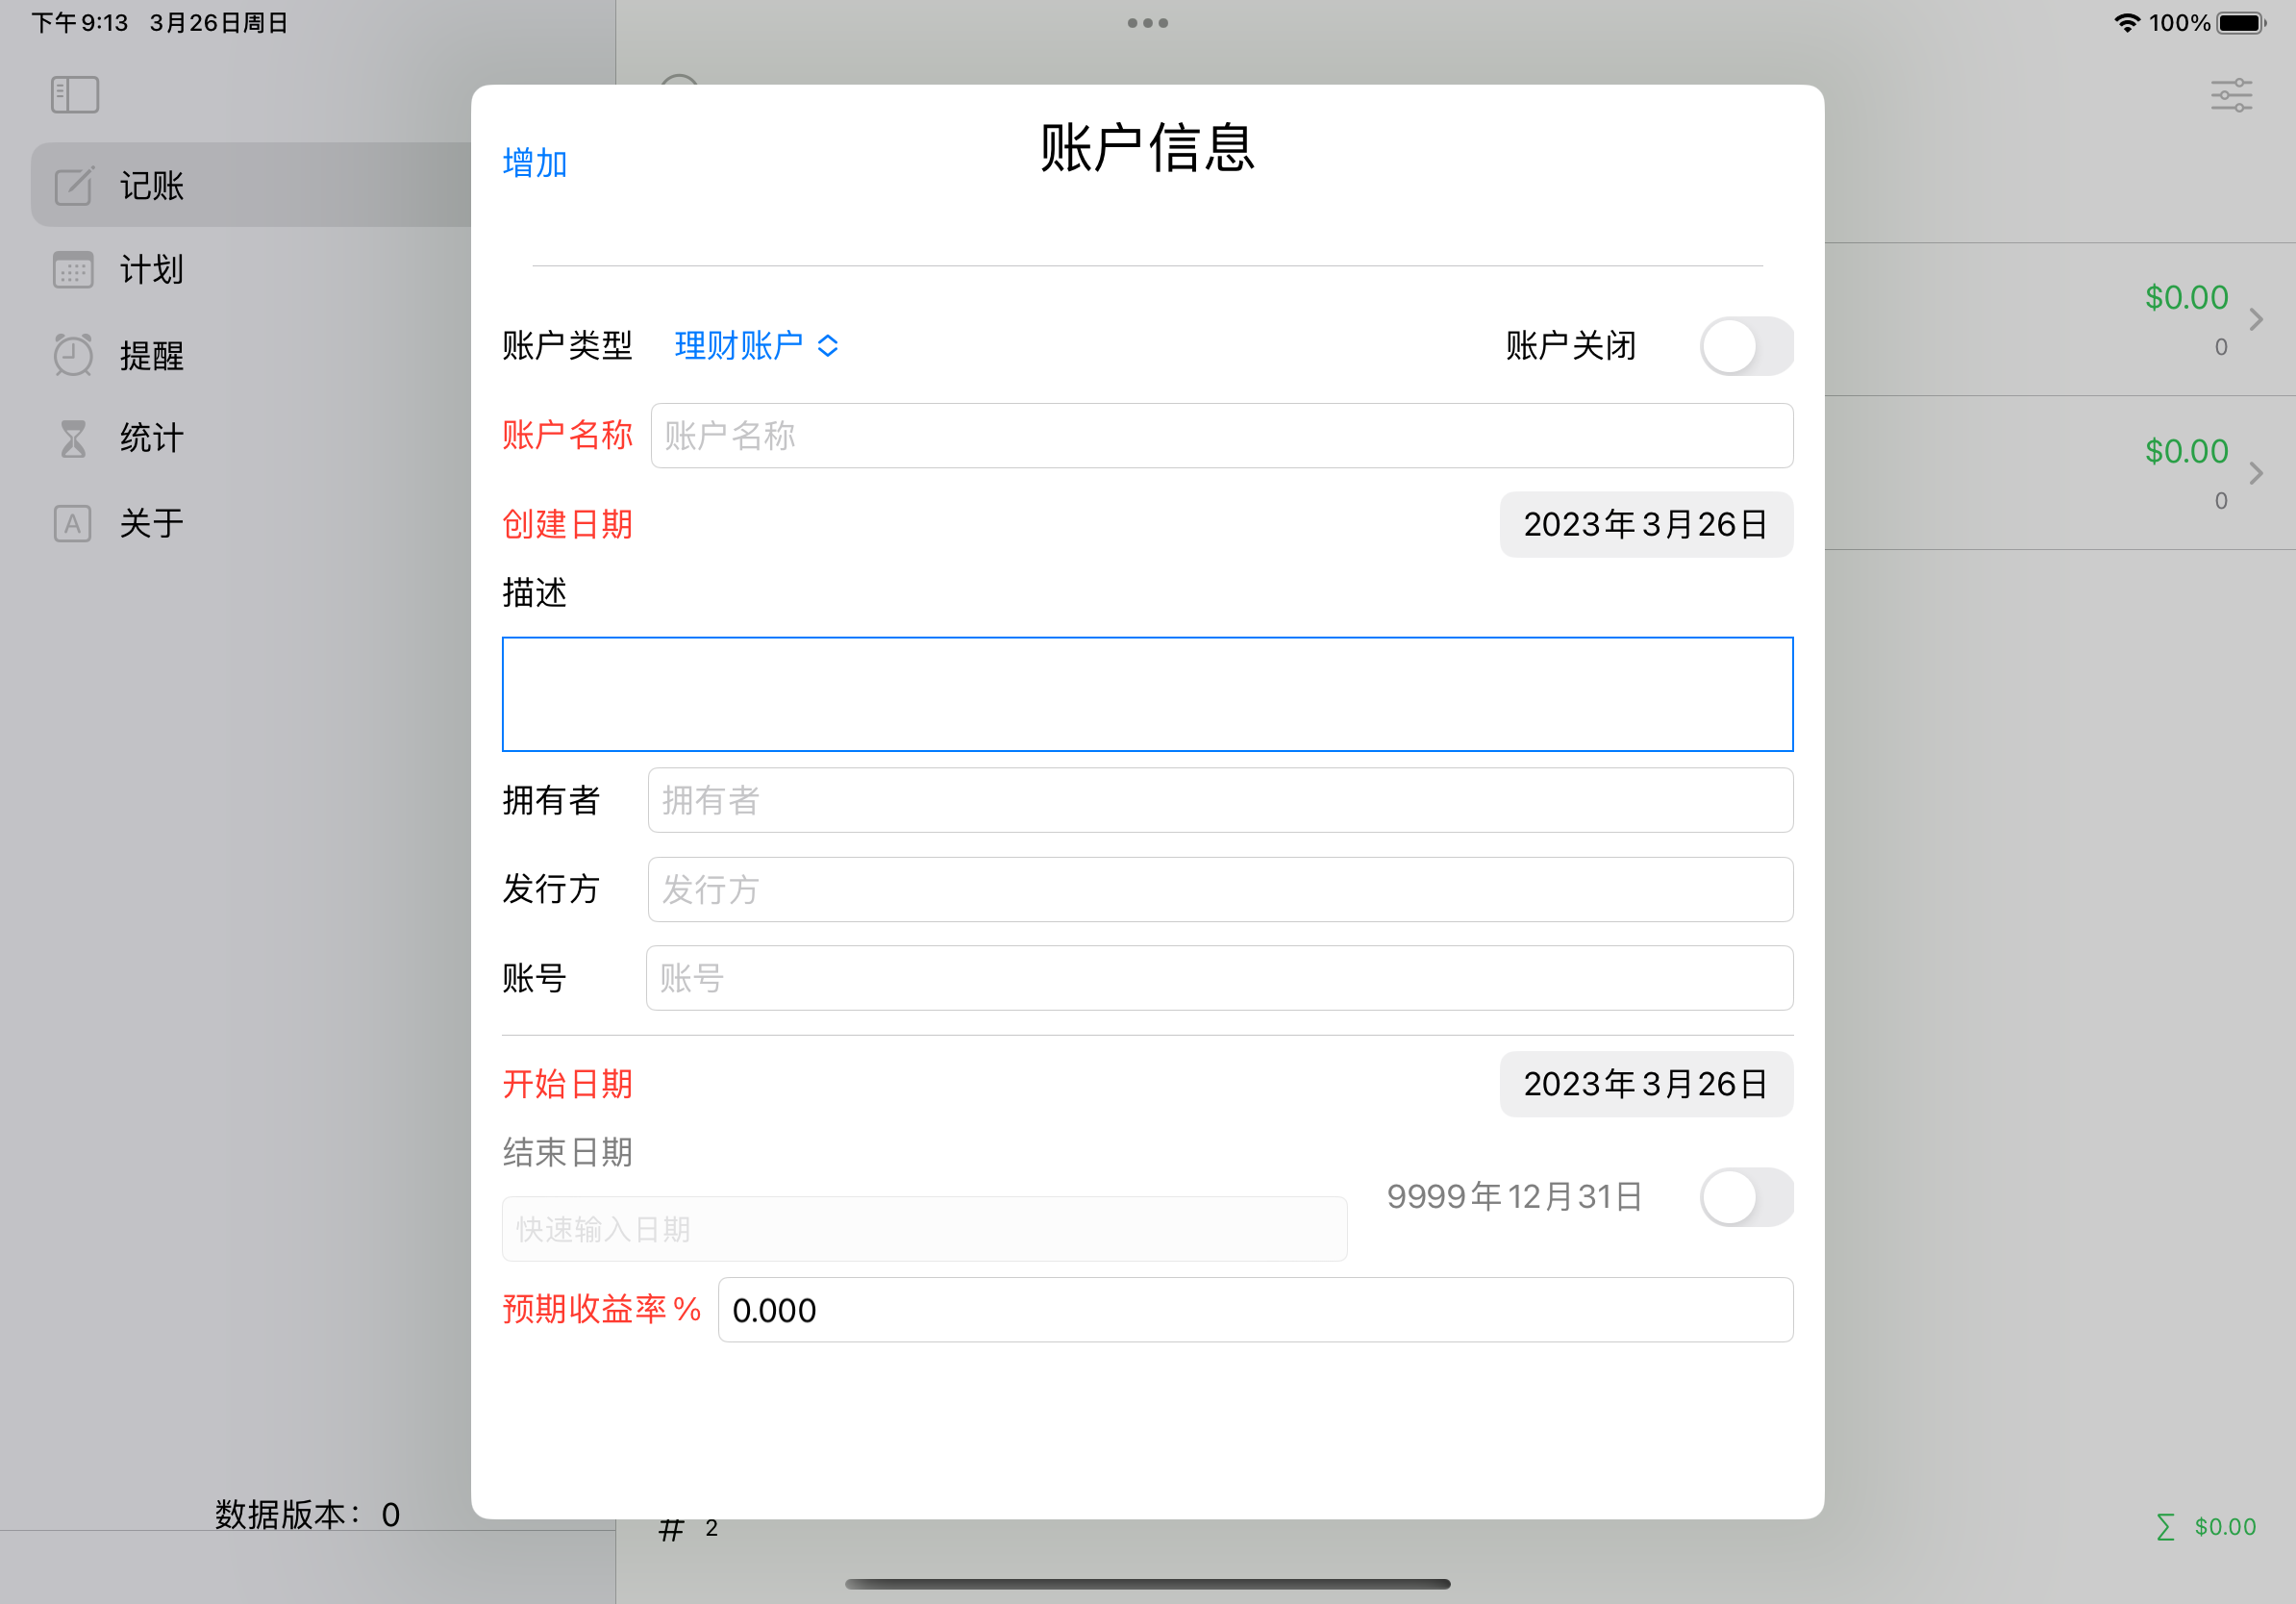 下午9:13 3月26日周日
100%
记账
计划
提醒
统计
关于
数据版本： 0
增加
账户信息
账户类型 理财账户 账户关闭
账户名称 账户名称
创建日期 2023年3月26日
描述
拥有者 拥有者
发行方 发行方
账号 账号
开始日期 2023年3月26日
结束日期
快速输入日期 9999年12月31日
预期收益率% 0.000
$0.00
0
$0.00
0
# 2
Σ $0.00